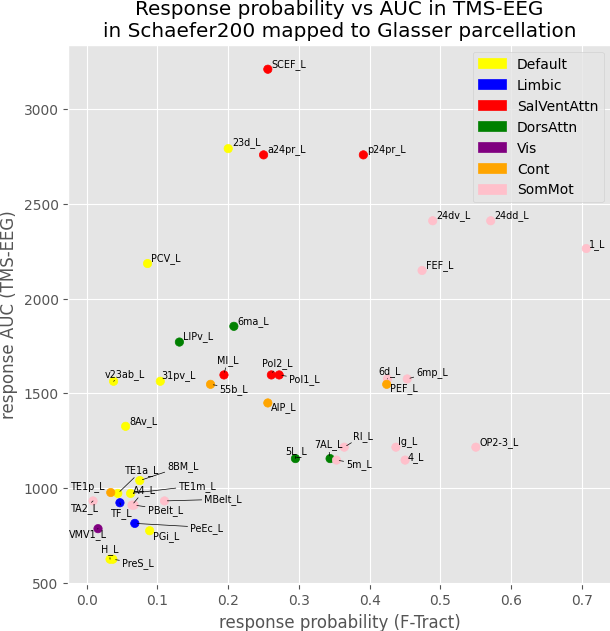 Response probability vs AUC in TMS-EEG
in Schaefer200 mapped to Glasser parcellation
response AUC (TMS-EEG)
3000
2500
2000
1500
1000
500
SCEF_L
23d_L
a24pr_L
p24pr_L
24dv_L
24dd_L
1_L
FEF_L
PCV_L
6ma_L
LIPv_L
MI_L
PoI2_L
PoI1_L
v23ab_L
31pv_L
55b_L
6d_L
6mp_L
PEF_L
AIP_L
8Av_L
RI_L
7AL_L
Ig_L
OP2-3_L
5L_L
5m_L
4_L
TE1a_L
8BM_L
TE1p_L
A4_L
TE1m_L
MBelt_L
TA2_L
TF_L
PBelt_L
PeEc_L
VMV1_L
PGi_L
H_L
PreS_L
Default
Limbic
SalVentAttn
DorsAttn
Vis
Cont
SomMot
0.0 0.1 0.2 0.3 0.4 0.5 0.6 0.7
response probability (F-Tract)